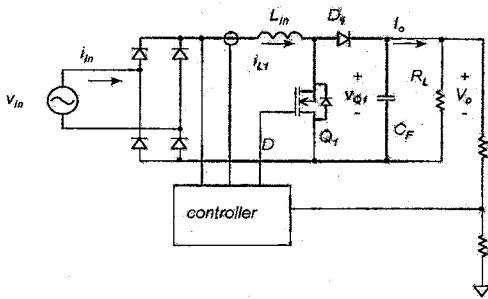 L_in
D_1
i_o
i_in
i_L1
v_in
v_Q1
R_L
V_o
+
-
+
-
Q_1
C_F
D
controller